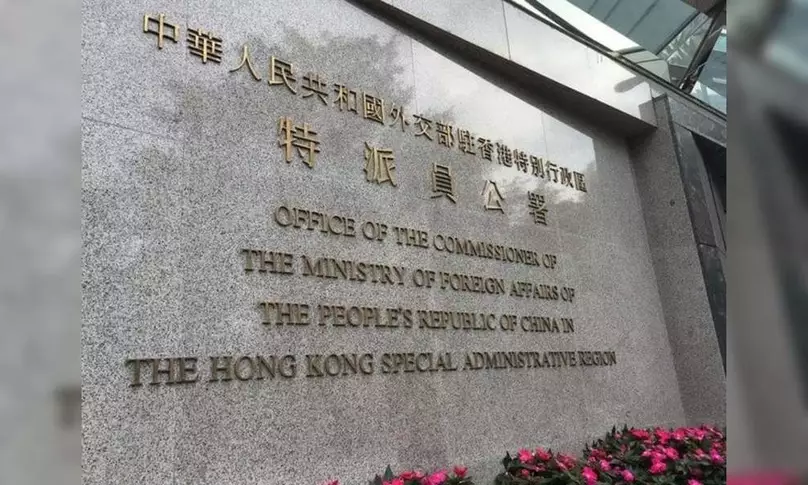 中華人民共和國外交部駐香港特別行政區
特派員公署
OFFICE OF THE COMMISSIONER OF
THE MINISTRY OF FOREIGN AFFAIRS OF
THE PEOPLE'S REPUBLIC OF CHINA IN
THE HONG KONG SPECIAL ADMINISTRATIVE REGION